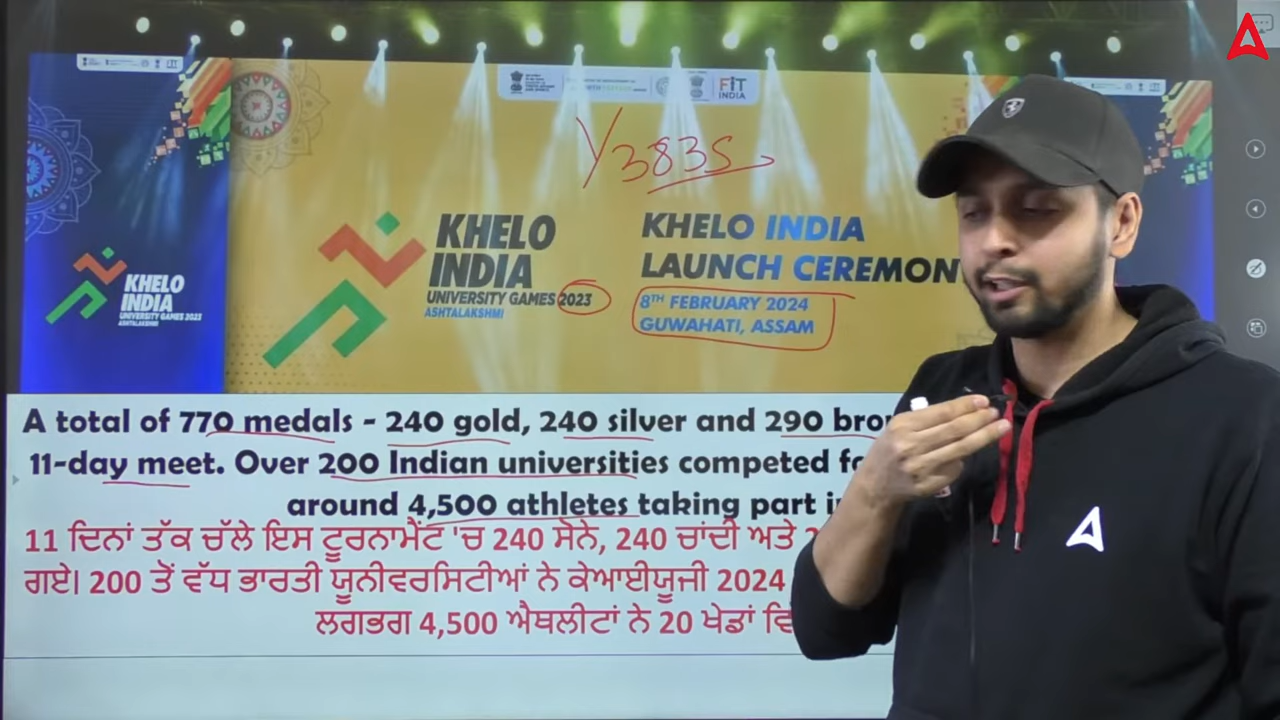 FIT
INDIA
Y383S
KHELO
INDIA
UNIVERSITY GAMES 2023
ASHTALAKSHMI
KHELO INDIA
LAUNCH CEREMON
8TH FEBRUARY 2024
GUWAHATI, ASSAM
KHELO
INDIA
UNIVERSITY GAMES 2023
ASHTALAKSHMI
A total of 770 medals - 240 gold, 240 silver and 290 bro
11-day meet. Over 200 Indian universities competed fo
around 4,500 athletes taking part i
11 ਦਿਨਾਂ ਤੱਕ ਚੱਲੇ ਇਸ ਟੂਰਨਾਮੈਂਟ 'ਚ 240 ਸੋਨੇ, 240 ਚਾਂਦੀ ਅਤੇ 2
ਗਏ। 200 ਤੋਂ ਵੱਧ ਭਾਰਤੀ ਯੂਨੀਵਰਸਿਟੀਆਂ ਨੇ ਕੇਆਈਯੂਜੀ 2024
ਲਗਭਗ 4,500 ਐਥਲੀਟਾਂ ਨੇ 20 ਖੇਡਾਂ ਵਿ